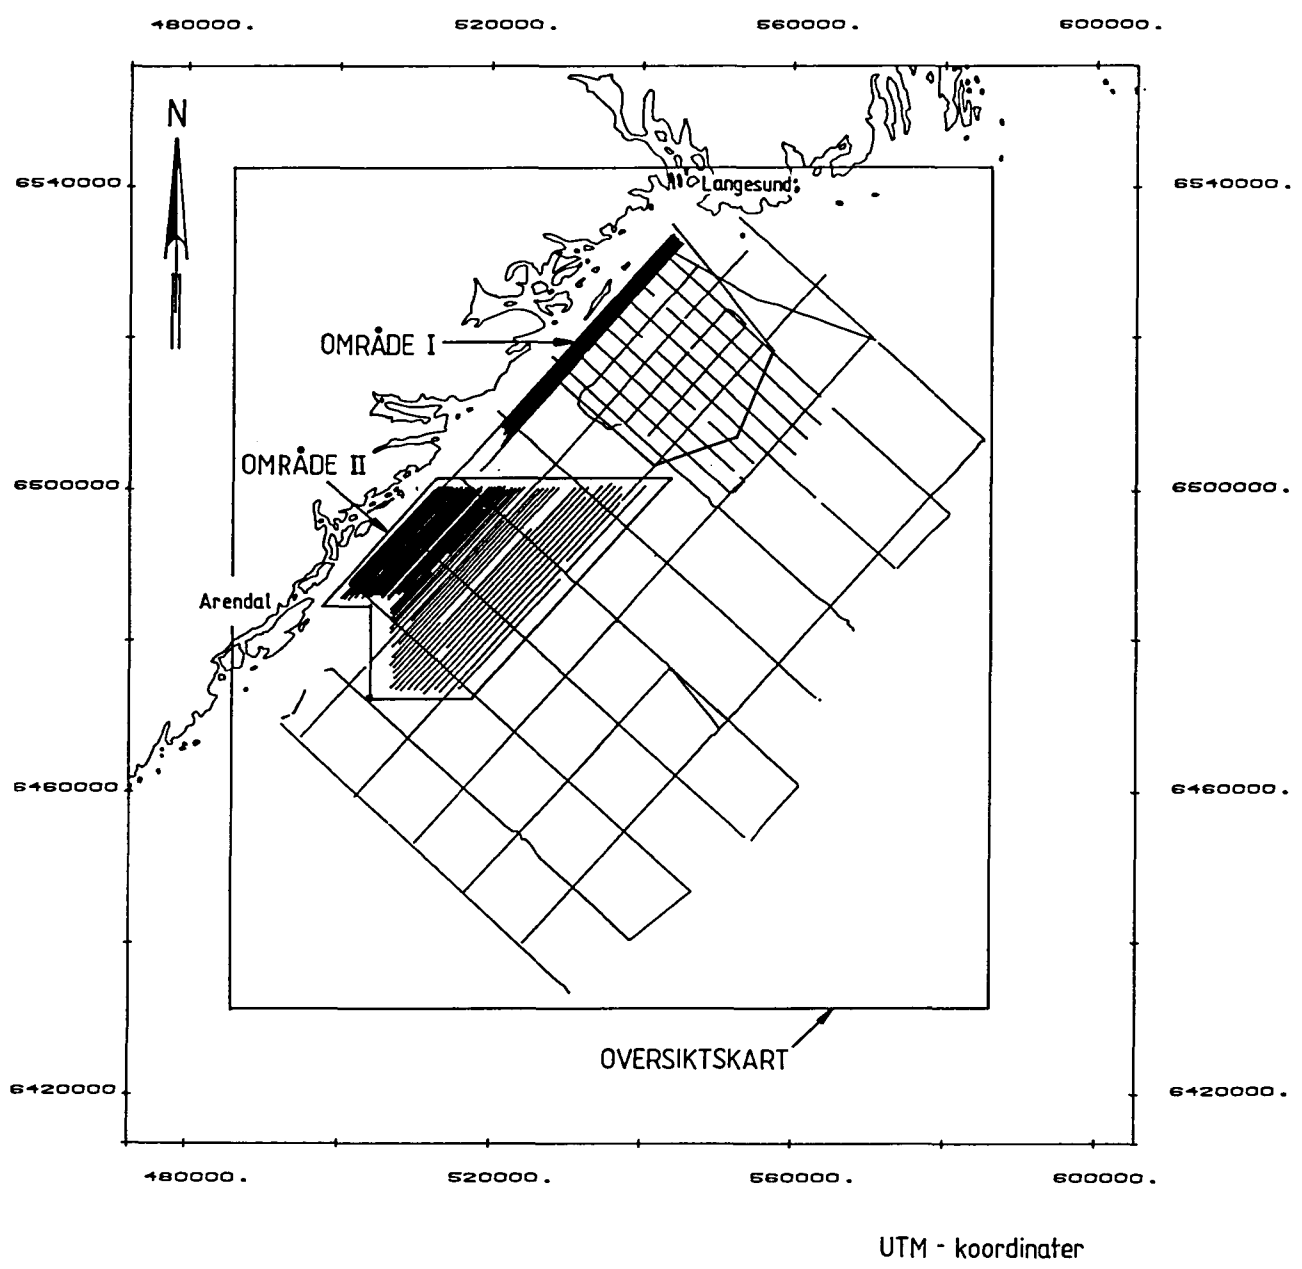 480000. 520000. 560000. 600000.
N
6540000. Langesund 6540000.
OMRÅDE I
OMRÅDE II
6500000. 6500000.
Arendal
6460000. 6460000.
OVERSIKTSKART
6420000. 6420000.
480000. 520000. 560000. 600000.
UTM - koordinater